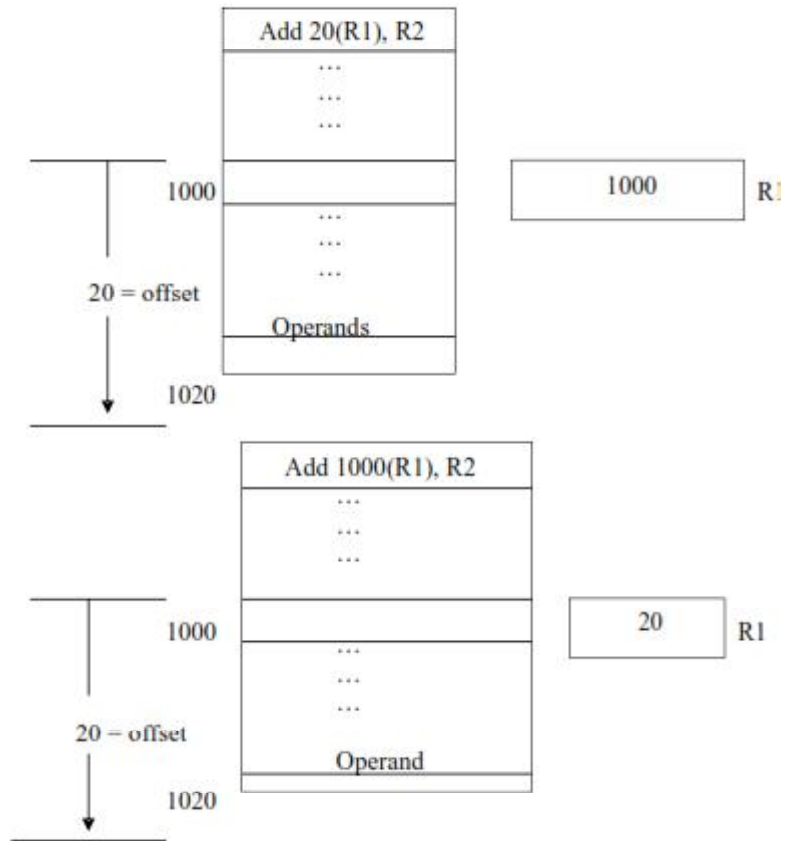 Add 20(R1), R2
…
…
…
1000
1000
R1
…
…
…
20 = offset
Operands
1020
Add 1000(R1), R2
…
…
…
1000
20
R1
…
…
…
20 = offset
Operand
1020